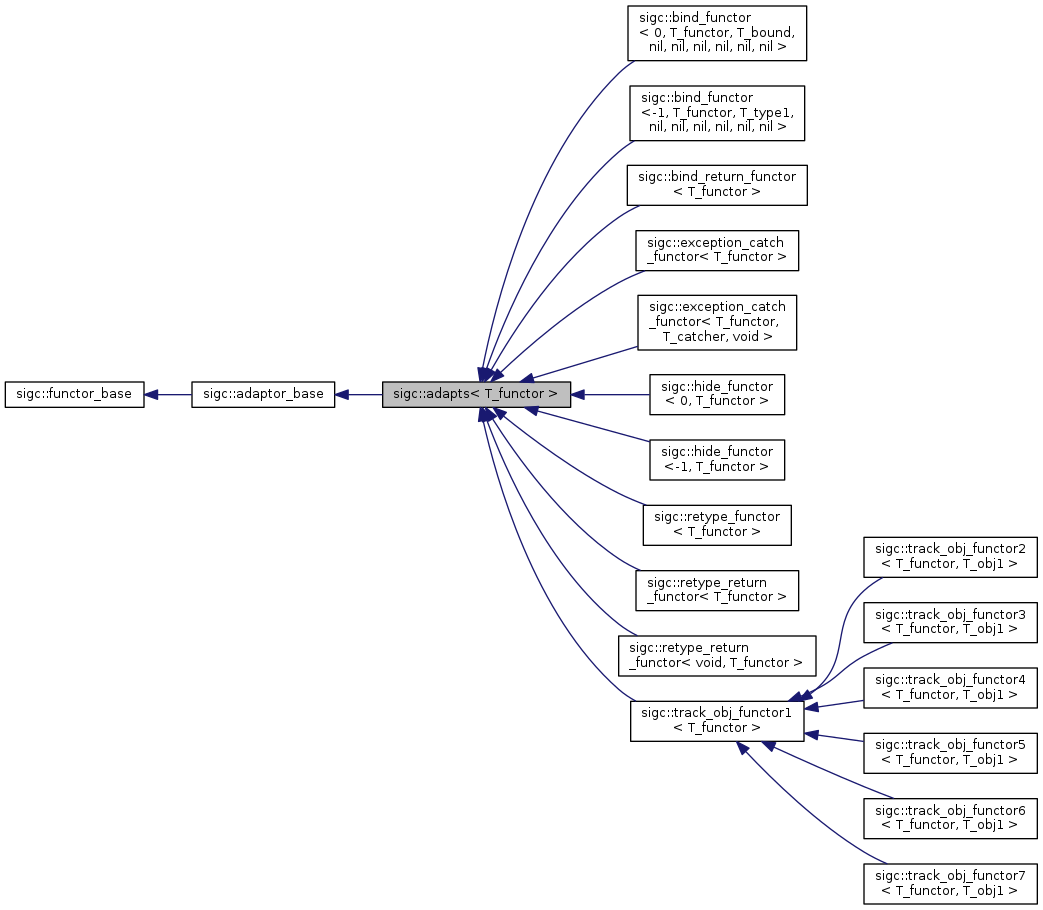 sigc::bind_functor
< 0, T_functor, T_bound,
nil, nil, nil, nil, nil, nil >
sigc::bind_functor
<-1, T_functor, T_type1,
nil, nil, nil, nil, nil, nil >
sigc::bind_return_functor
< T_functor >
sigc::exception_catch
_functor< T_functor >
sigc::exception_catch
_functor< T_functor,
T_catcher, void >
sigc::functor_base
sigc::adaptor_base
sigc::adapts< T_functor >
sigc::hide_functor
< 0, T_functor >
sigc::hide_functor
<-1, T_functor >
sigc::retype_functor
< T_functor >
sigc::retype_return
_functor< T_functor >
sigc::retype_return
_functor< void, T_functor >
sigc::track_obj_functor1
< T_functor >
sigc::track_obj_functor2
< T_functor, T_obj1 >
sigc::track_obj_functor3
< T_functor, T_obj1 >
sigc::track_obj_functor4
< T_functor, T_obj1 >
sigc::track_obj_functor5
< T_functor, T_obj1 >
sigc::track_obj_functor6
< T_functor, T_obj1 >
sigc::track_obj_functor7
< T_functor, T_obj1 >